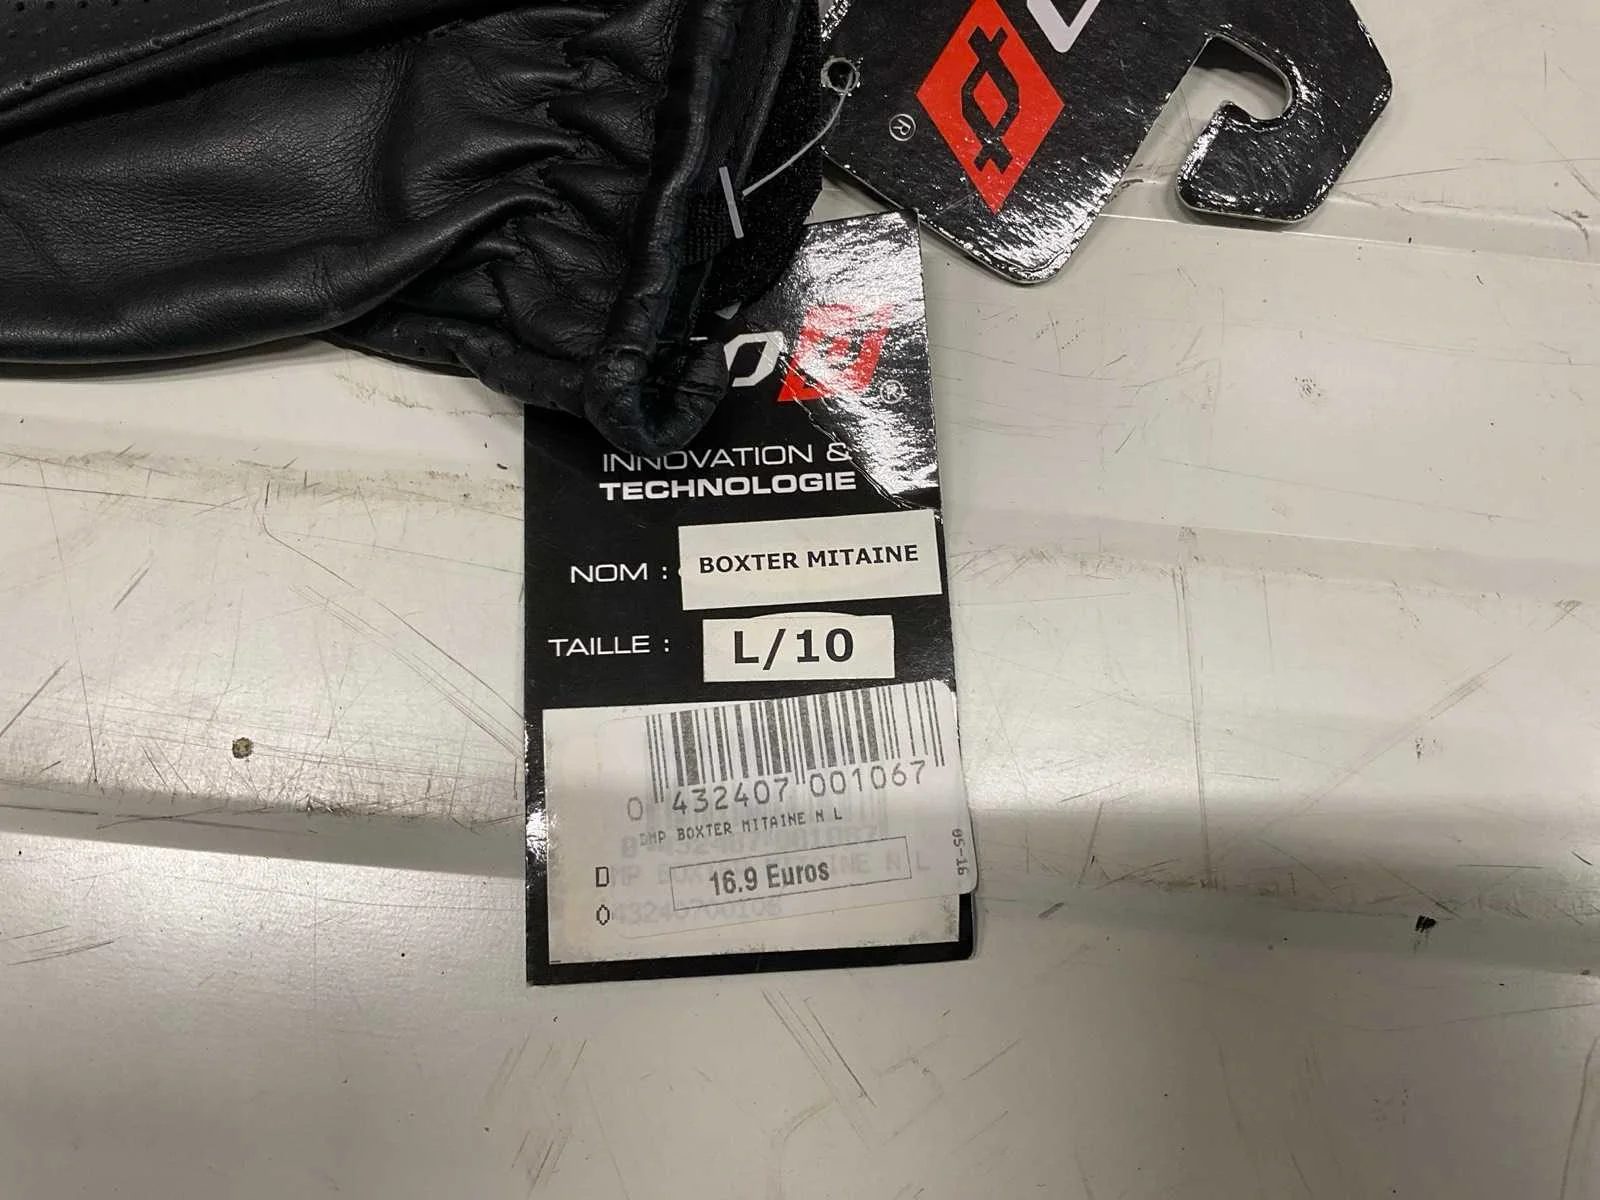 ®
®
INNOVATION &
TECHNOLOGIE
NOM : BOXTER MITAINE
TAILLE : L/10
0 432407 001067
DMP BOXTER MITAINE N L
16.9 Euros
05-16